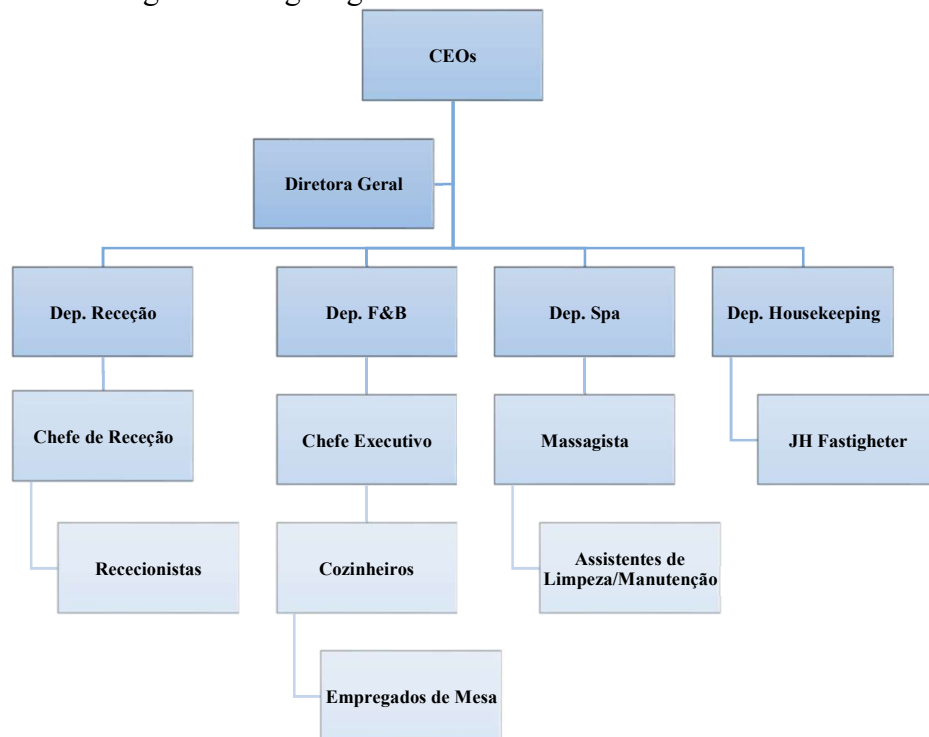 CEOs
Diretora Geral
Dep. Receção
Dep. F&B
Dep. Spa
Dep. Housekeeping
Chefe de Receção
Chefe Executivo
Massagista
JH Fastigheter
Rececionistas
Cozinheiros
Assistentes de
Limpeza/Manutenção
Empregados de Mesa